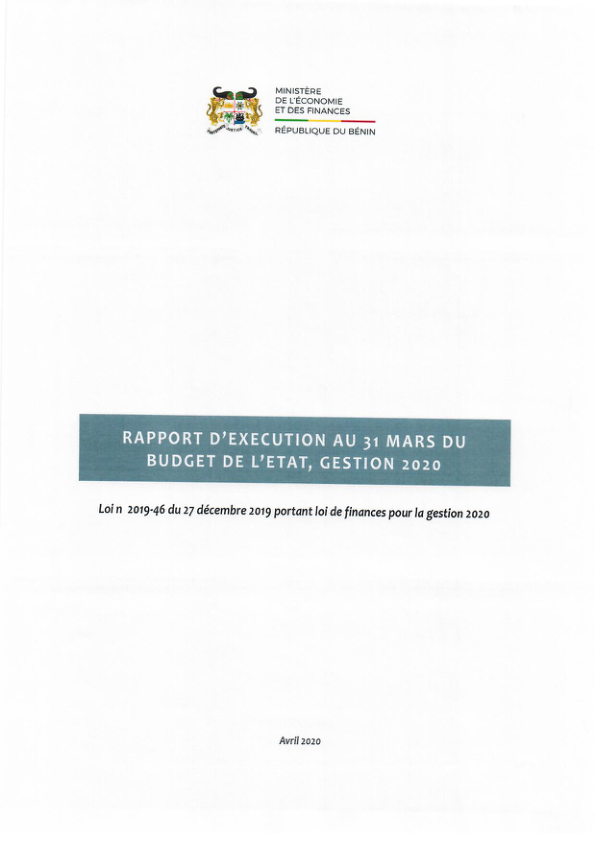 MINISTÈRE
DE L'ÉCONOMIE
ET DES FINANCES
RÉPUBLIQUE DU BÉNIN
RAPPORT D'EXECUTION AU 31 MARS DU
BUDGET DE L'ETAT, GESTION 2020
Loi n 2019-46 du 27 décembre 2019 portant loi de finances pour la gestion 2020
Avril 2020